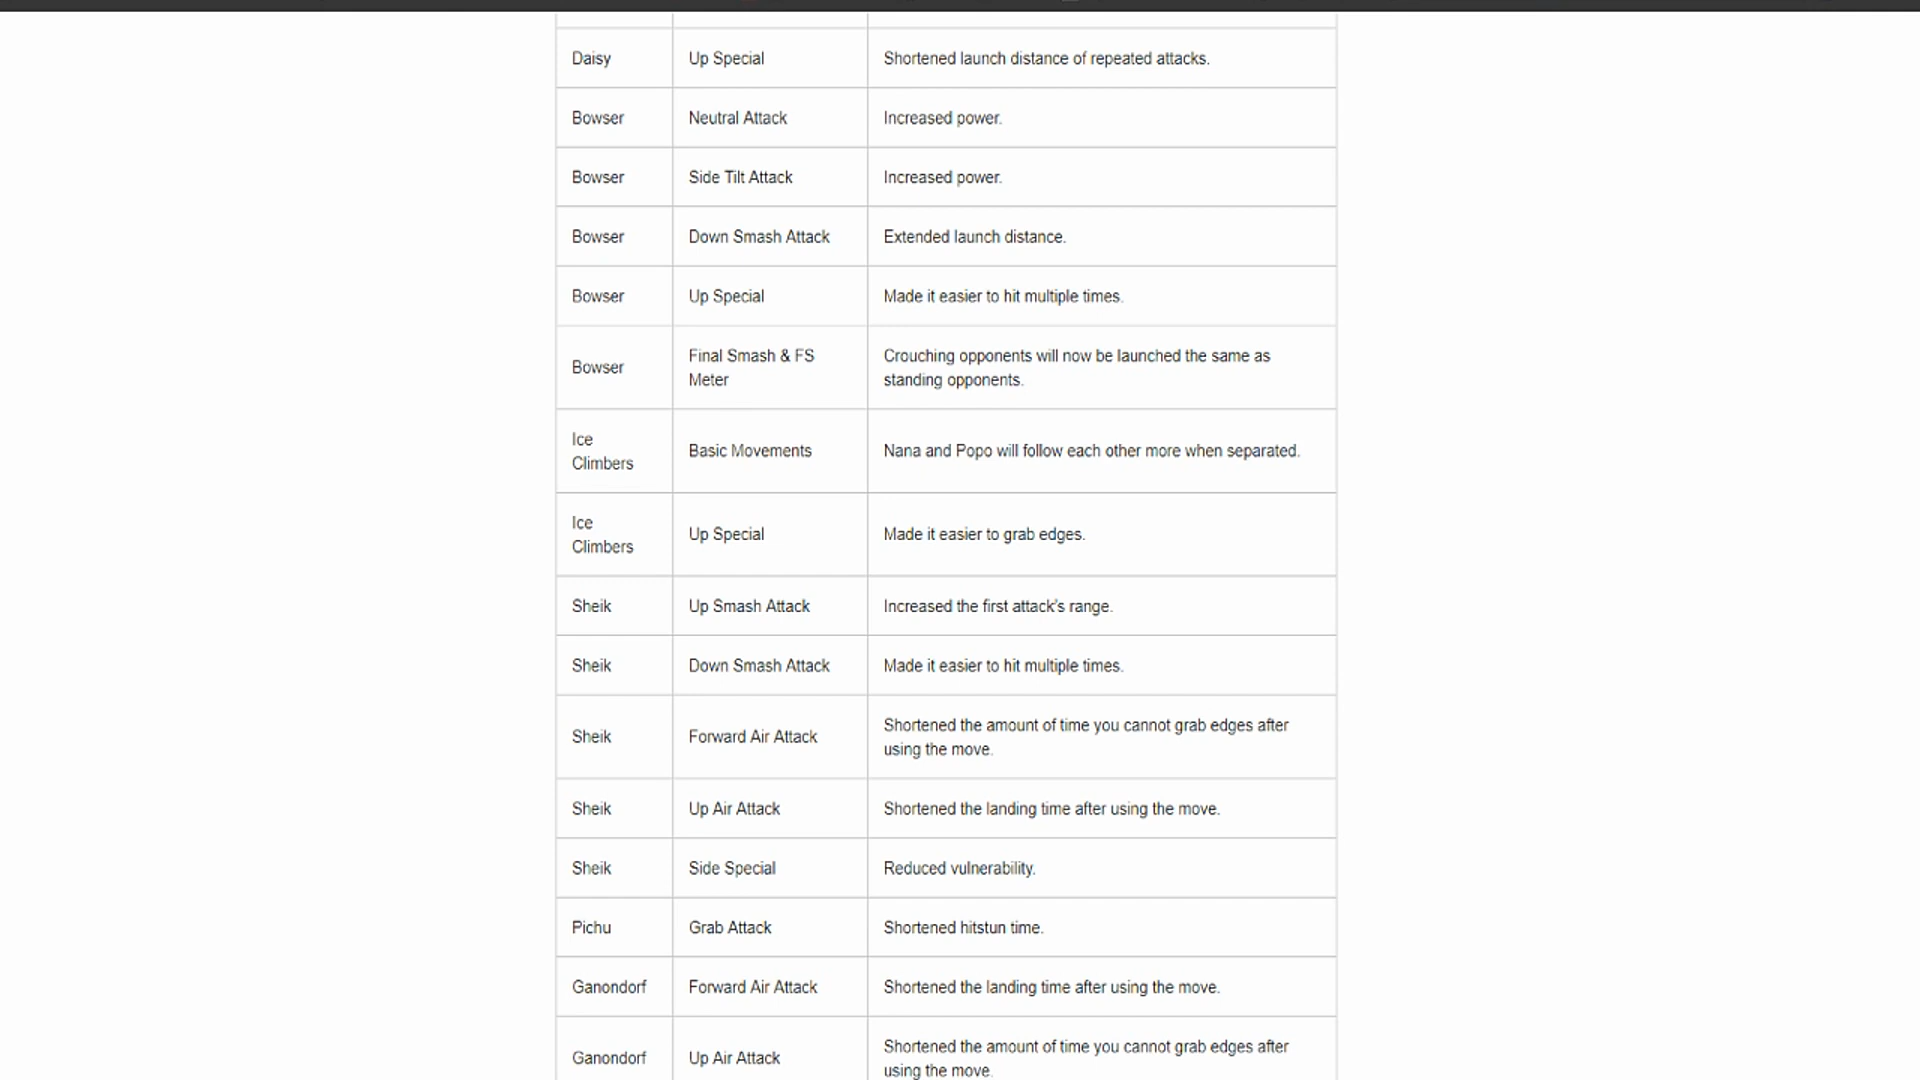 Daisy Up Special Shortened launch distance of repeated attacks.
Bowser Neutral Attack Increased power.
Bowser Side Tilt Attack Increased power.
Bowser Down Smash Attack Extended launch distance.
Bowser Up Special Made it easier to hit multiple times.
Bowser
Final Smash & FS
Meter
Crouching opponents will now be launched the same as
standing opponents.
Ice
Climbers
Basic Movements
Nana and Popo will follow each other more when separated.
Ice
Climbers
Up Special
Made it easier to grab edges.
Sheik Up Smash Attack Increased the first attack's range.
Sheik Down Smash Attack Made it easier to hit multiple times.
Sheik
Forward Air Attack
Shortened the amount of time you cannot grab edges after
using the move.
Sheik Up Air Attack Shortened the landing time after using the move.
Sheik Side Special Reduced vulnerability.
Pichu Grab Attack Shortened hitstun time.
Ganondorf Forward Air Attack Shortened the landing time after using the move.
Ganondorf
Up Air Attack
Shortened the amount of time you cannot grab edges after
using the move.